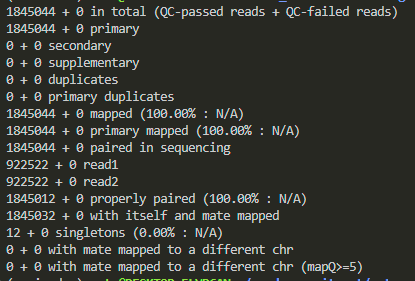 1845044 + 0 in total (QC-passed reads + QC-failed reads)
1845044 + 0 primary
0 + 0 secondary
0 + 0 supplementary
0 + 0 duplicates
0 + 0 primary duplicates
1845044 + 0 mapped (100.00% : N/A)
1845044 + 0 primary mapped (100.00% : N/A)
1845044 + 0 paired in sequencing
922522 + 0 read1
922522 + 0 read2
1845012 + 0 properly paired (100.00% : N/A)
1845032 + 0 with itself and mate mapped
12 + 0 singletons (0.00% : N/A)
0 + 0 with mate mapped to a different chr
0 + 0 with mate mapped to a different chr (mapQ>=5)